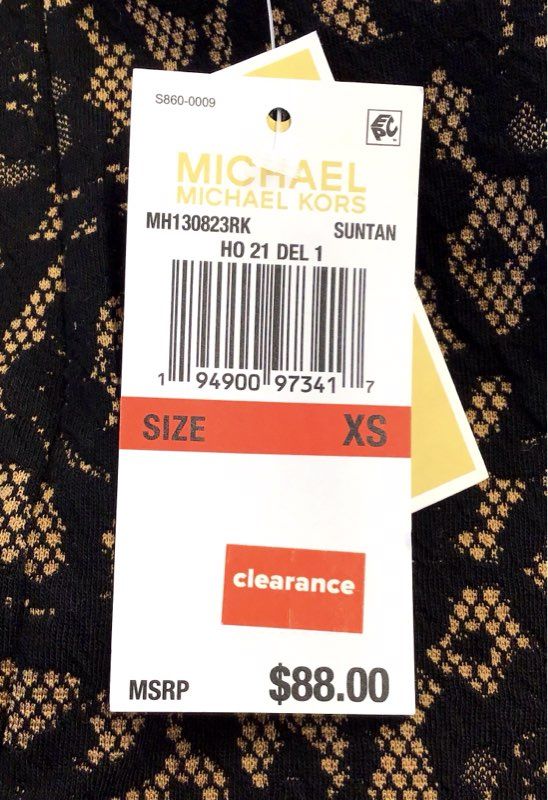 S860-0009
EPC
MICHAEL
MICHAEL KORS
MH130823RK SUNTAN
HO 21 DEL 1
1 94900 97341 7
SIZE XS
clearance
MSRP $88.00